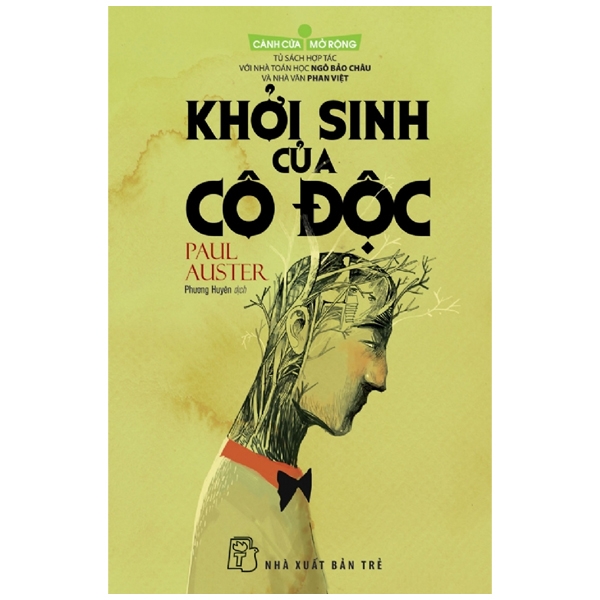 CÁNH CỬA MỞ RỘNG
TỦ SÁCH HỢP TÁC
VỚI NHÀ TOÁN HỌC NGÔ BẢO CHÂU
VÀ NHÀ VĂN PHAN VIỆT
KHỞI SINH
CỦA
CÔ ĐỘC
PAUL
AUSTER
Phương Huyên dịch
NHÀ XUẤT BẢN TRẺ